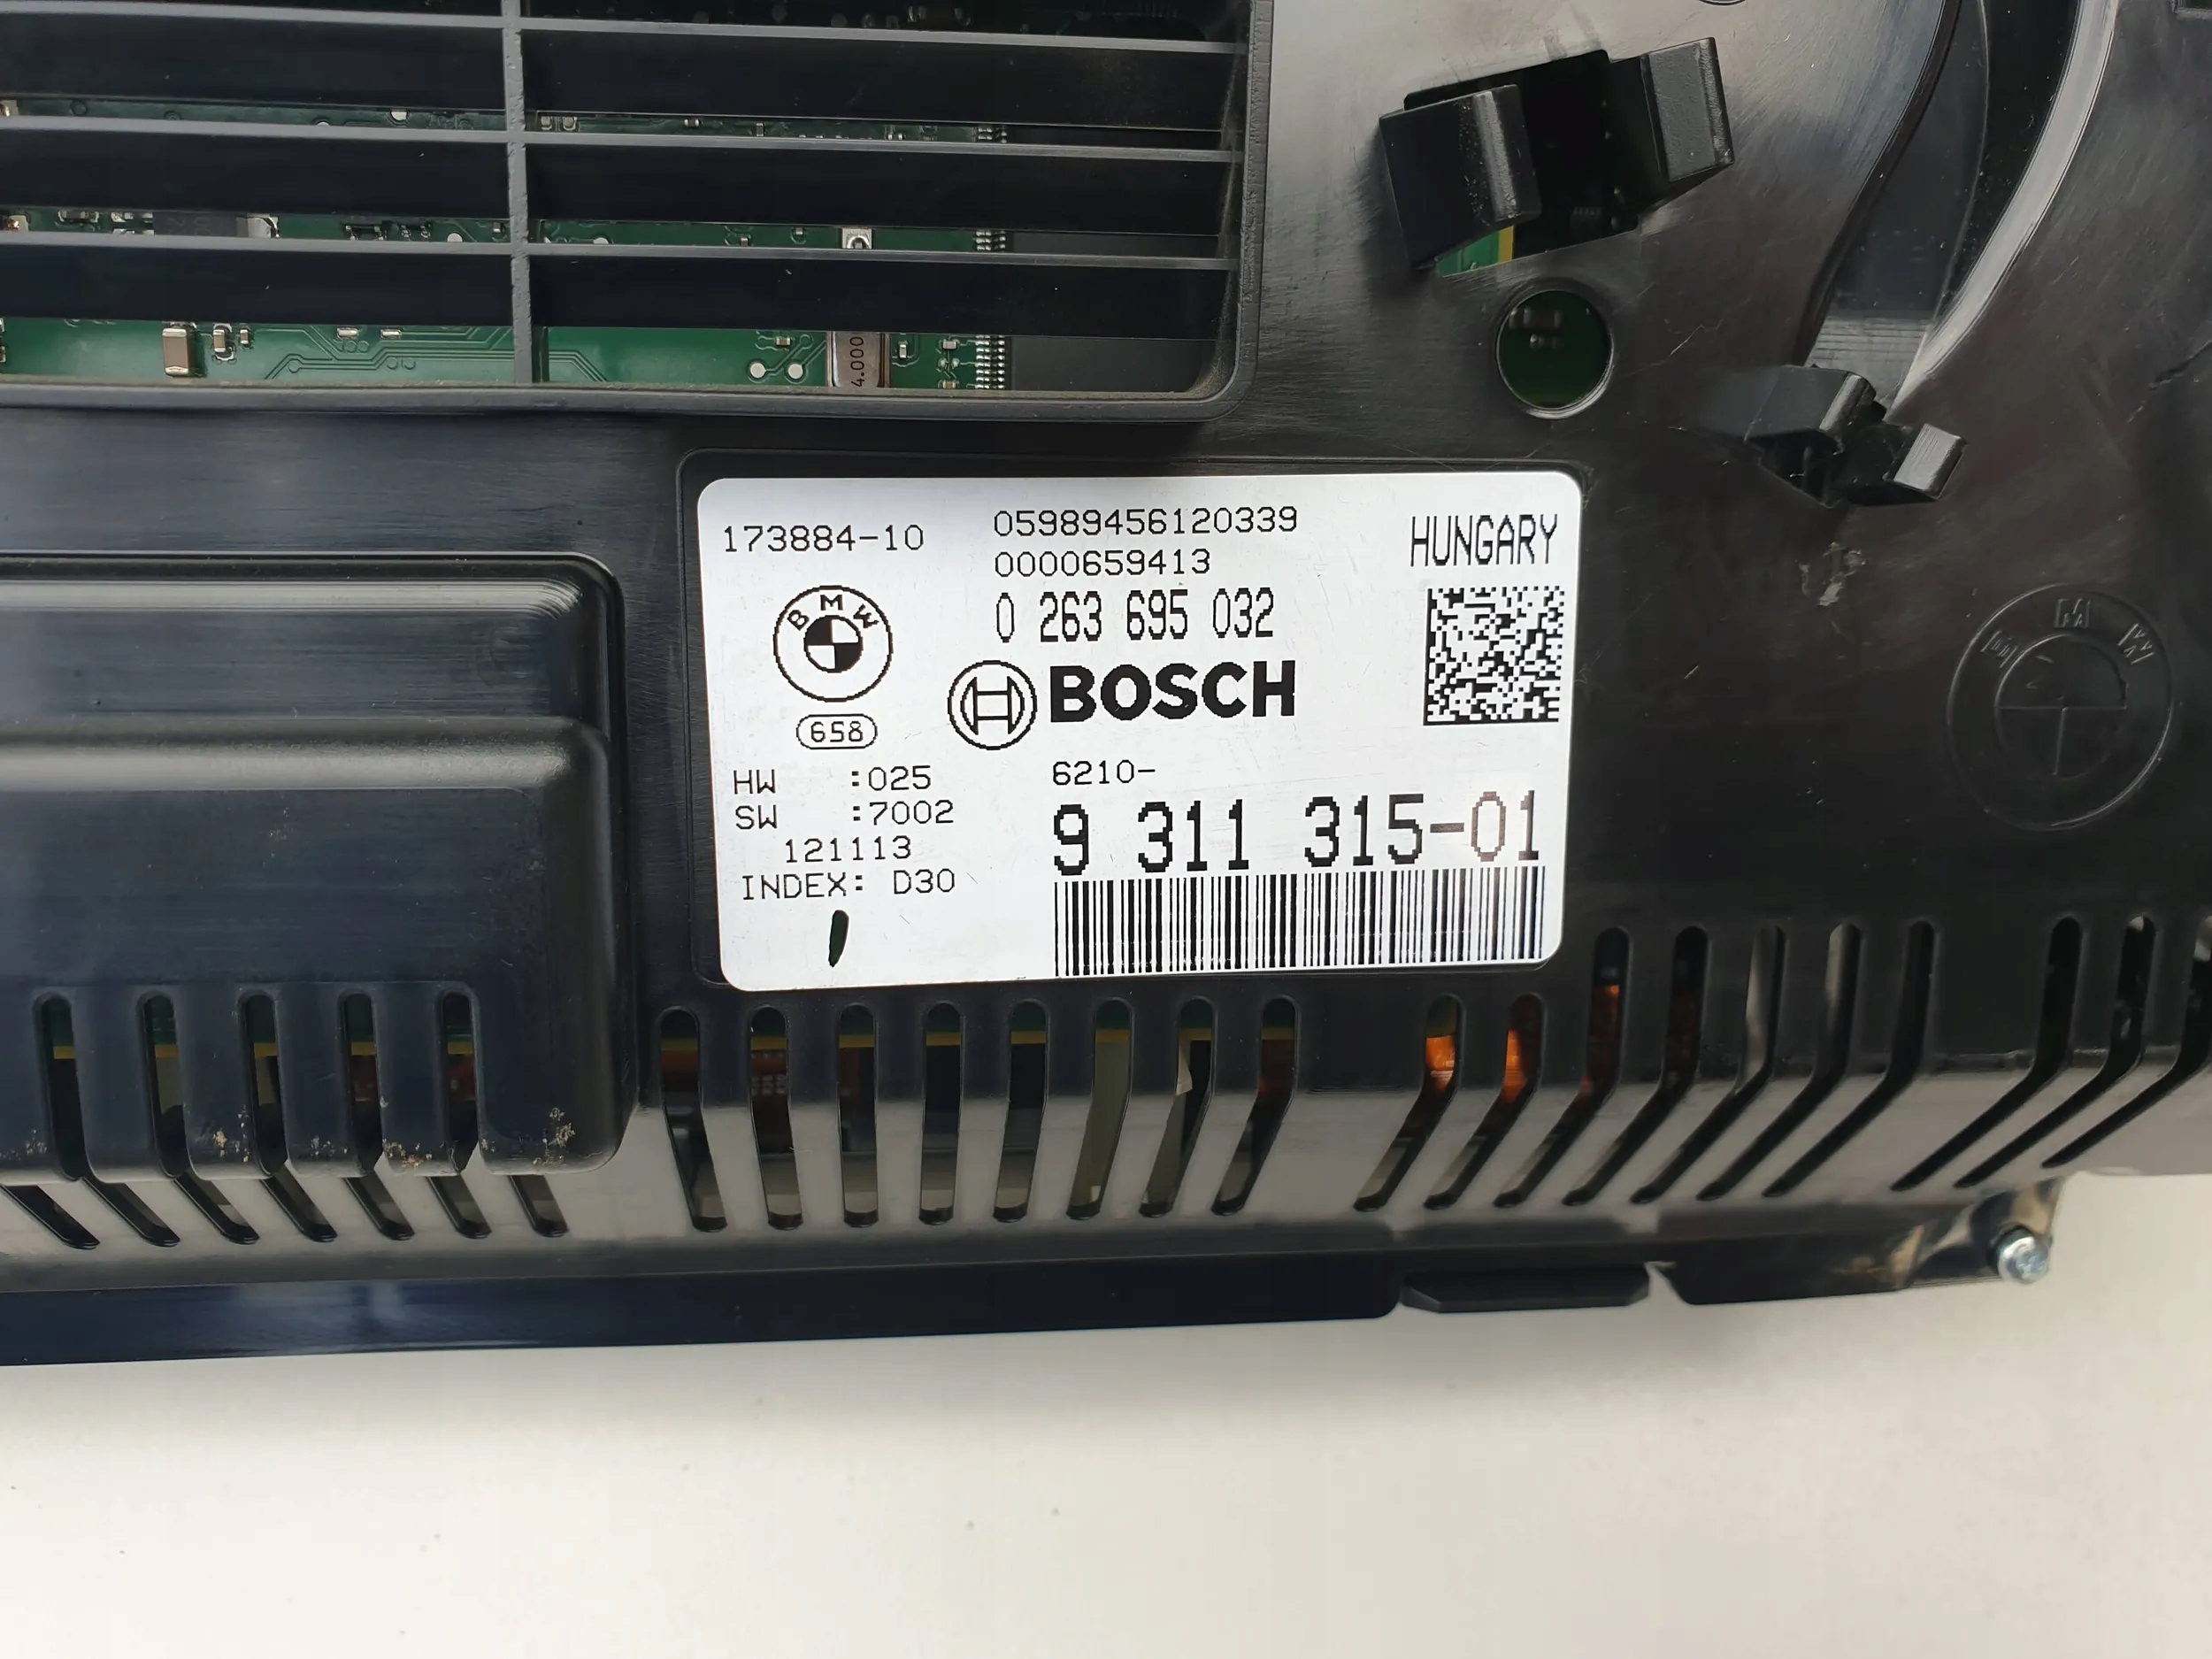 4.000
173884-10
05989456120339
0000659413
HUNGARY
0 263 695 032
BMW
BOSCH
658
HW :025
SW :7002
121113
INDEX: D30
6210-
9 311 315-01
BMW